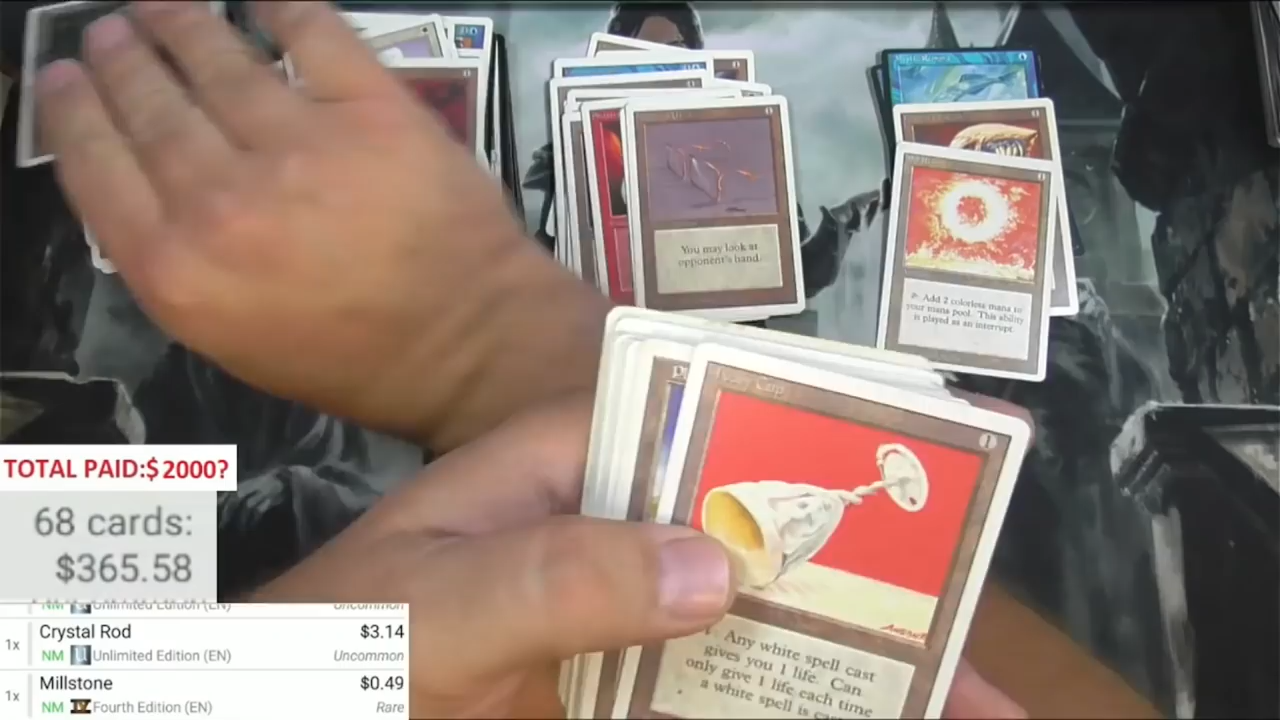 You may look at
opponent's hand.
Add 2 colorless mana to
your mana pool. This ability
is played as an interrupt.
Ivory Cup
1
Any white spell cast
gives you 1 life. Can
only give 1 life each time
a white spell is cast
TOTAL PAID:$ 2000?
68 cards:
$365.58
NM Unlimited Edition (EN) Uncommon
1x Crystal Rod $3.14
NM Unlimited Edition (EN) Uncommon
1x Millstone $0.49
NM IV Fourth Edition (EN) Rare